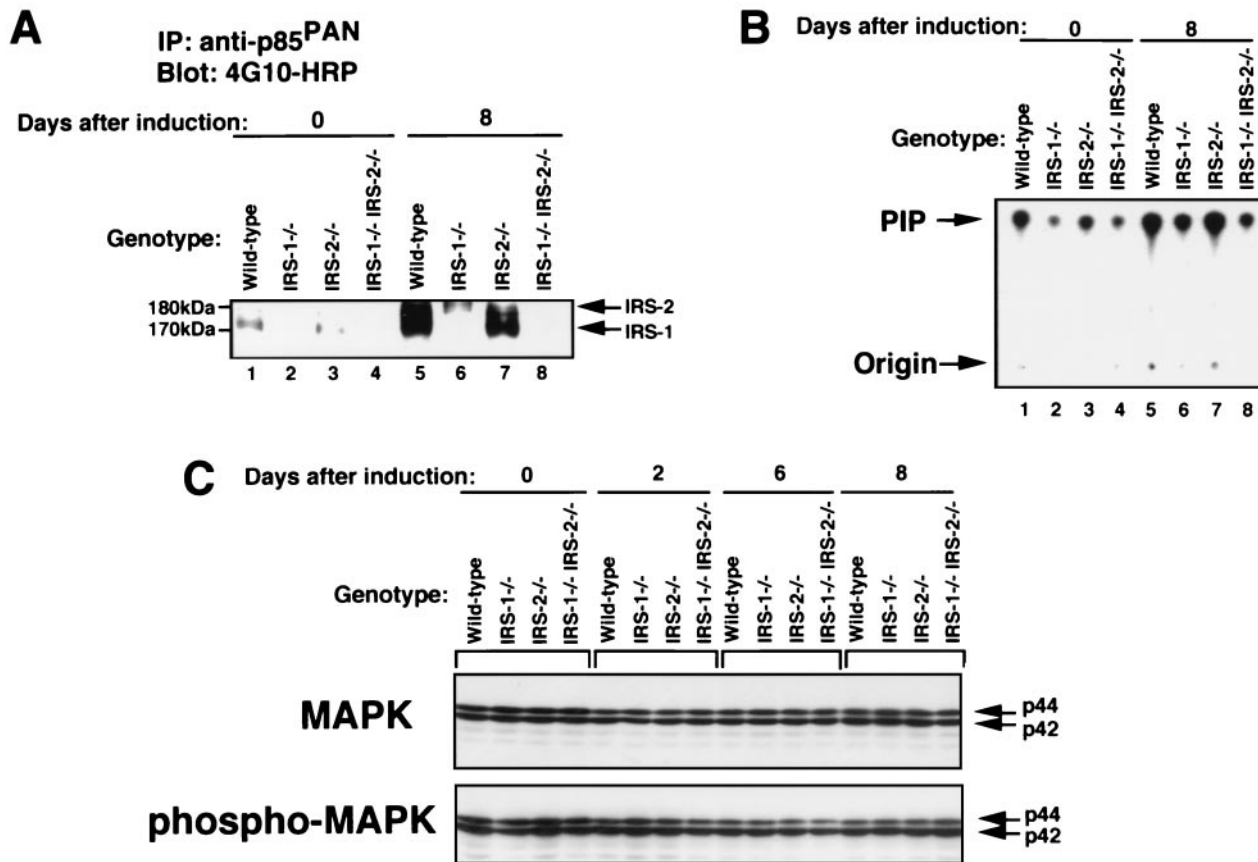 A
IP: anti-p85PAN
Blot: 4G10-HRP
Days after induction: 0 8
Genotype: Wild-type IRS-1-/- IRS-2-/- IRS-1-/- IRS-2-/- Wild-type IRS-1-/- IRS-2-/- IRS-1-/- IRS-2-/-
180kDa IRS-2
170kDa IRS-1
1 2 3 4 5 6 7 8
B
Days after induction: 0 8
Genotype: Wild-type IRS-1-/- IRS-2-/- IRS-1-/- IRS-2-/- Wild-type IRS-1-/- IRS-2-/- IRS-1-/- IRS-2-/-
PIP
Origin
1 2 3 4 5 6 7 8
C
Days after induction: 0 2 6 8
Genotype: Wild-type IRS-1-/- IRS-2-/- IRS-1-/- IRS-2-/- Wild-type IRS-1-/- IRS-2-/- IRS-1-/- IRS-2-/- Wild-type IRS-1-/- IRS-2-/- IRS-1-/- IRS-2-/- Wild-type IRS-1-/- IRS-2-/- IRS-1-/- IRS-2-/-
MAPK p44
p42
phospho-MAPK p44
p42